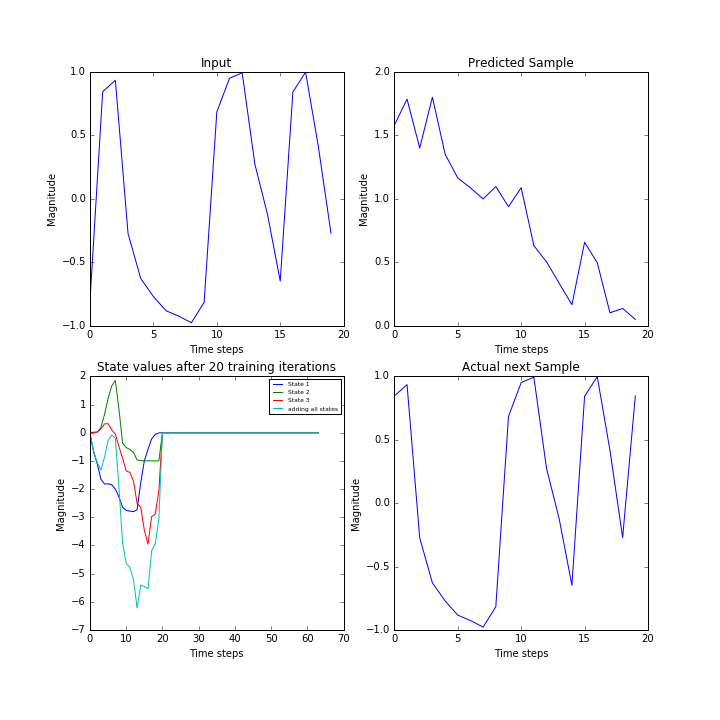 Input
Magnitude
1.0
0.5
0.0
−0.5
−1.0
0 5 10 15 20
Time steps
Predicted Sample
Magnitude
2.0
1.5
1.0
0.5
0.0
0 5 10 15 20
Time steps
State values after 20 training iterations
Magnitude
2
1
0
−1
−2
−3
−4
−5
−6
−7
State 1
State 2
State 3
adding all states
0 10 20 30 40 50 60 70
Time steps
Actual next Sample
Magnitude
1.0
0.5
0.0
−0.5
−1.0
0 5 10 15 20
Time steps